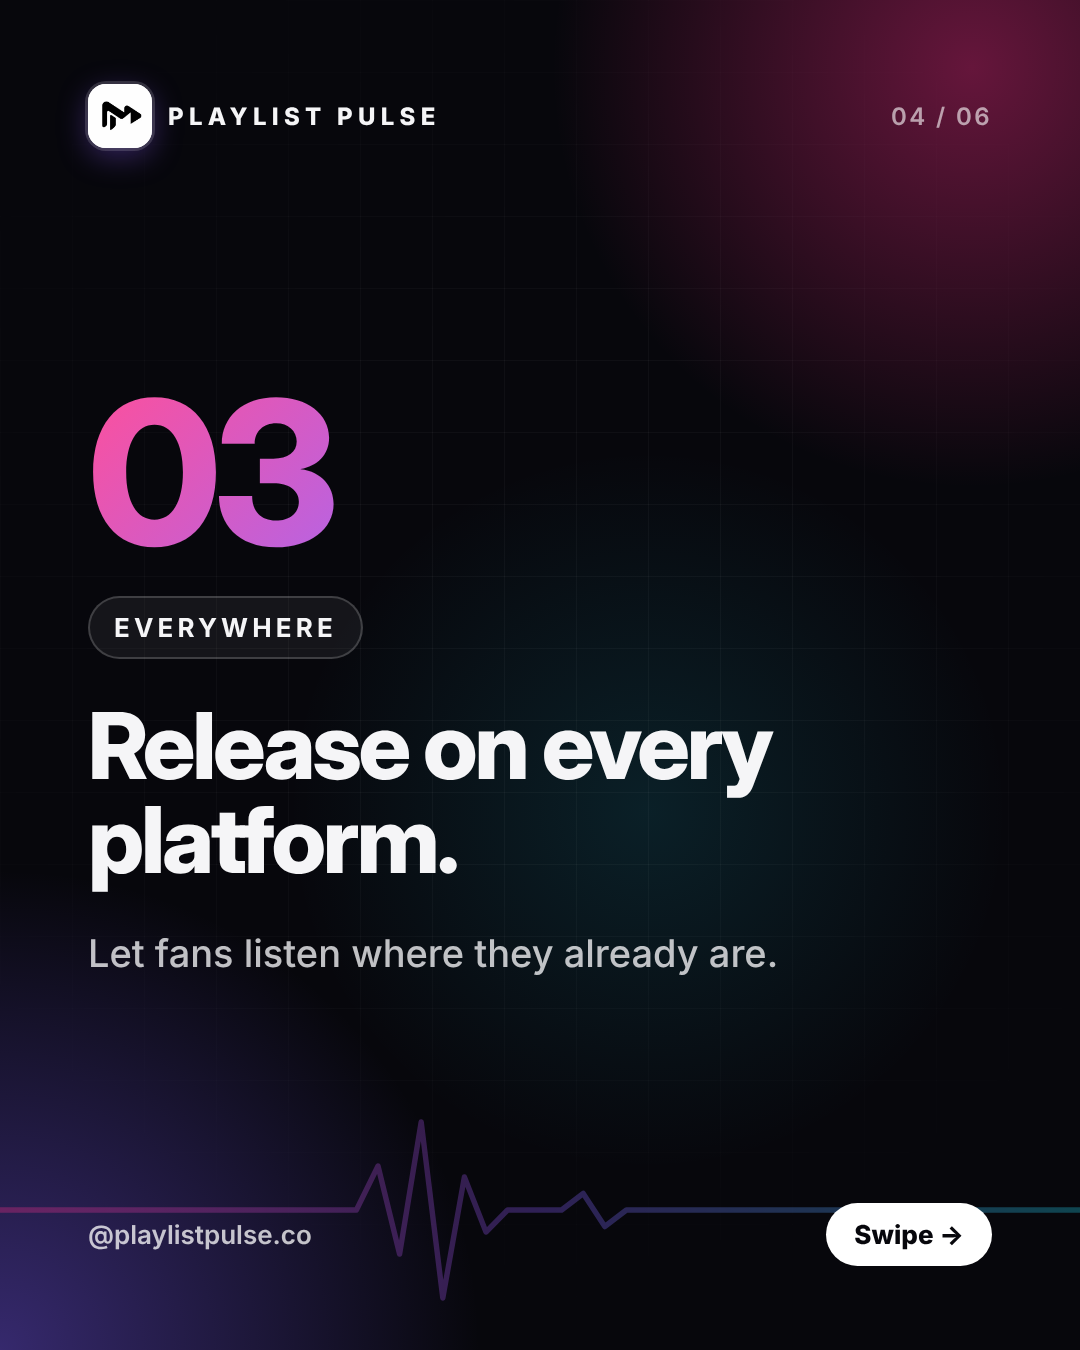 PLAYLIST PULSE
04 / 06
03
EVERYWHERE
Release on every
platform.
Let fans listen where they already are.
@playlistpulse.co
Swipe →